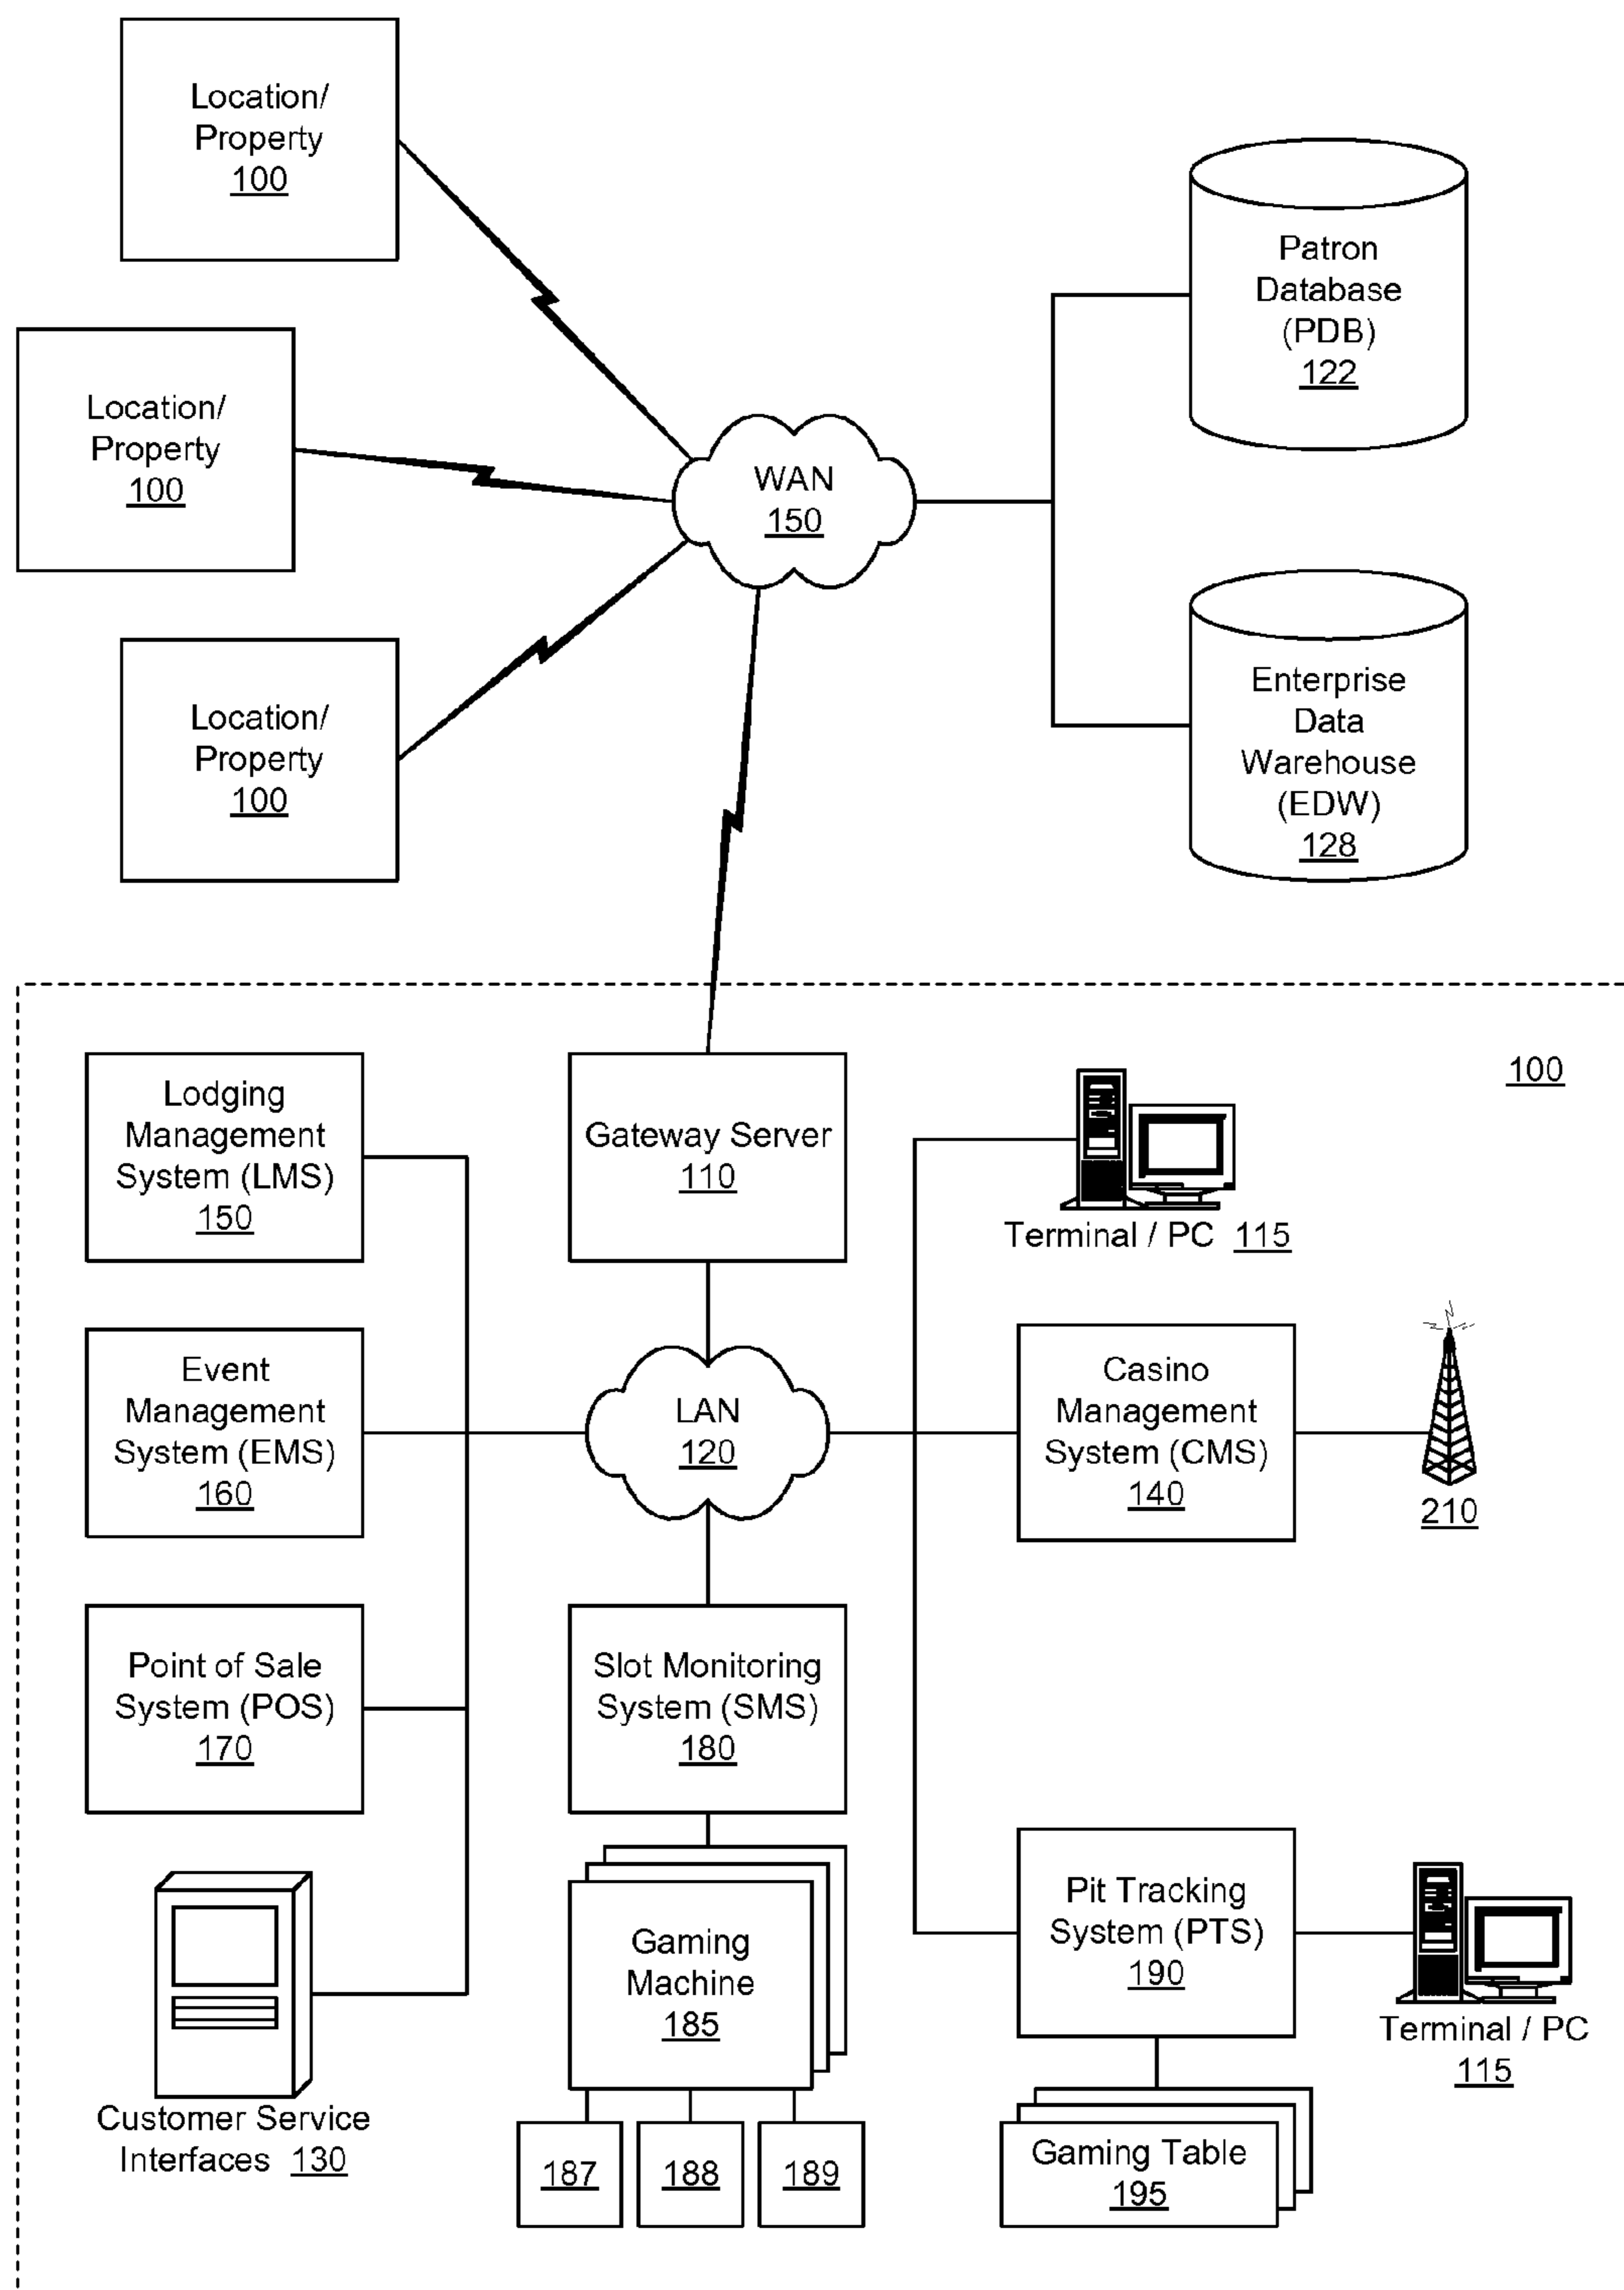 Location/
Property
100
Location/
Property
100
Location/
Property
100
WAN
150
Patron
Database
(PDB)
122
Enterprise
Data
Warehouse
(EDW)
128
100
Lodging
Management
System (LMS)
150
Gateway Server
110
Terminal / PC 115
Event
Management
System (EMS)
160
LAN
120
Casino
Management
System (CMS)
140
210
Point of Sale
System (POS)
170
Slot Monitoring
System (SMS)
180
Customer Service
Interfaces 130
Gaming
Machine
185
187
188
189
Pit Tracking
System (PTS)
190
Terminal / PC
115
Gaming Table
195